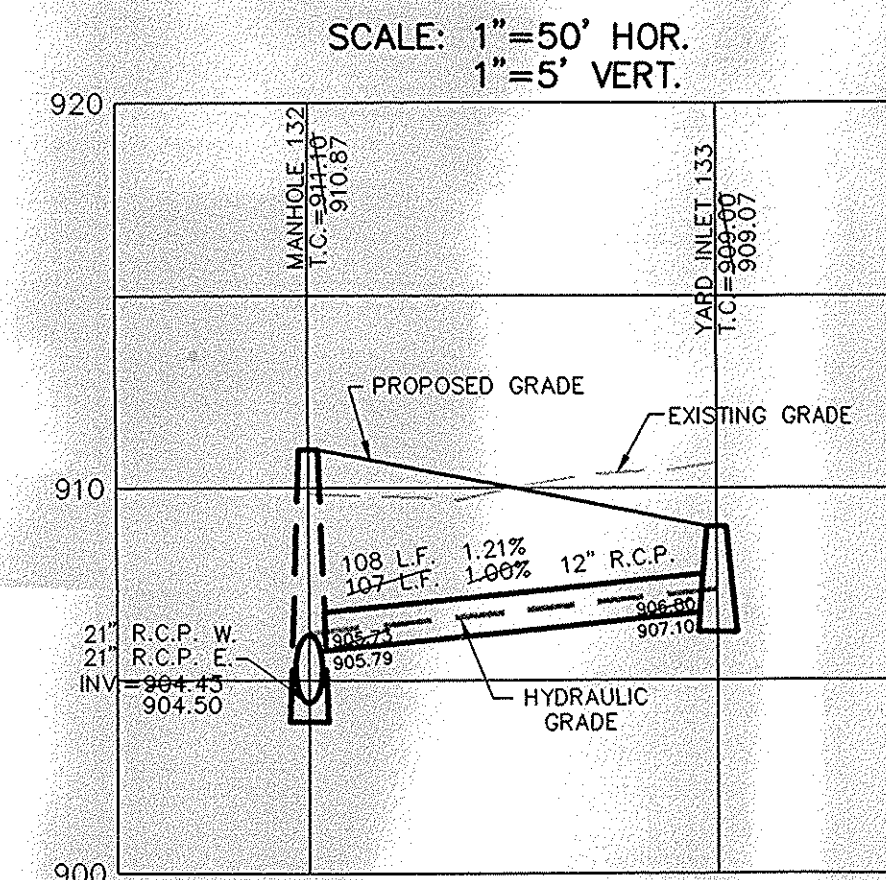 SCALE: 1"=50' HOR.
1"=5' VERT.
920
MANHOLE 132
T.C.=911.10
910.87
YARD INLET 133
T.C.=909.00
909.07
PROPOSED GRADE
EXISTING GRADE
910
108 L.F. 1.21%
107 L.F. 1.00%
12" R.C.P.
905.73
905.79
906.80
907.10
21" R.C.P. W.
21" R.C.P. E.
INV.=904.43
904.50
HYDRAULIC
GRADE
900